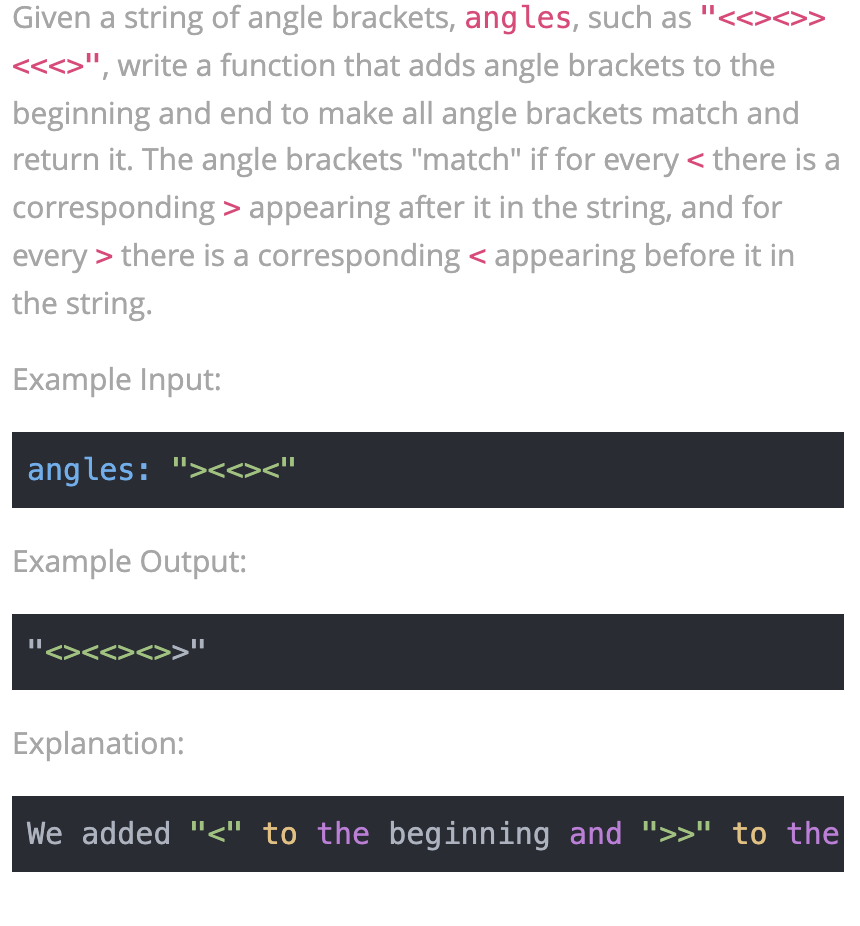 Given a string of angle brackets, angles, such as "<<><>>
<<<>", write a function that adds angle brackets to the
beginning and end to make all angle brackets match and
return it. The angle brackets "match" if for every < there is a
corresponding > appearing after it in the string, and for
every > there is a corresponding < appearing before it in
the string.
Example Input:
angles: "><<><"
Example Output:
"<><<><>>"
Explanation:
We added "<" to the beginning and ">>" to the